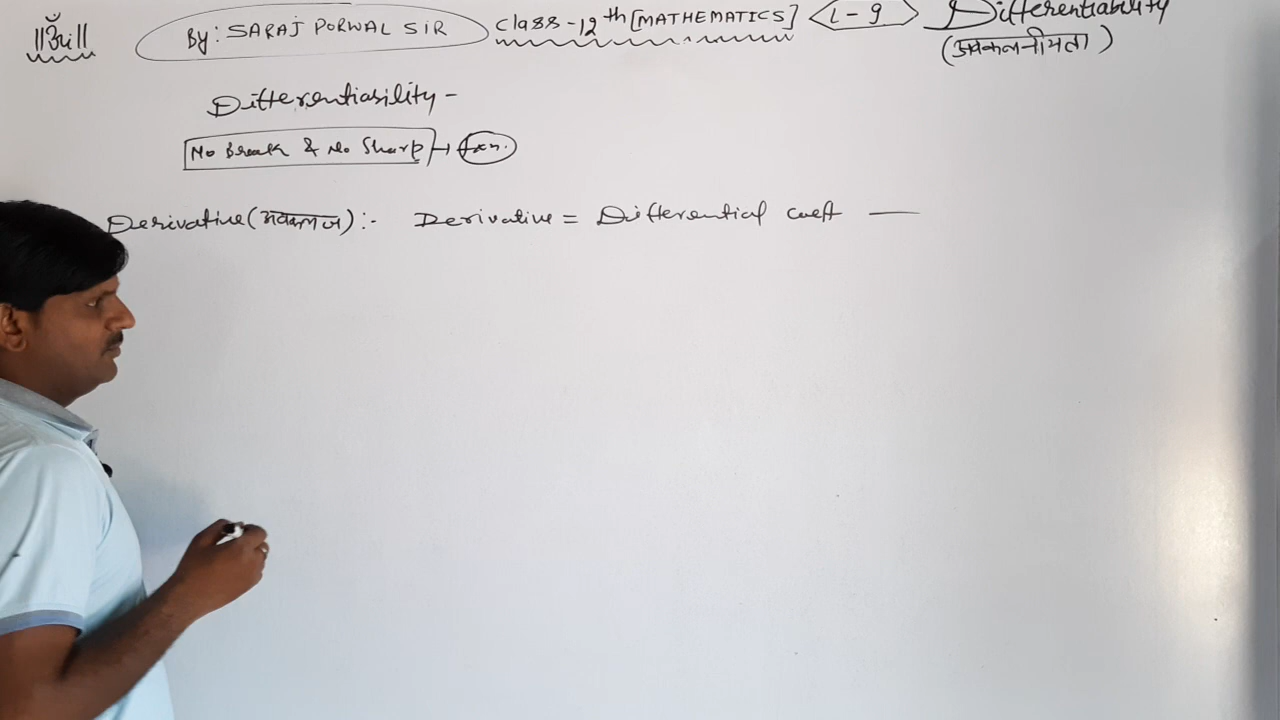 ||ॐ|| By: SARAJ PORWAL SIR Class-12th [MATHEMATICS] L-9 Differentiability
(अवकलनीयता)
Differentiability -
No Break & No Sharp → fxn.
Derivative (अवकलज) :- Derivative = Differential coeff —